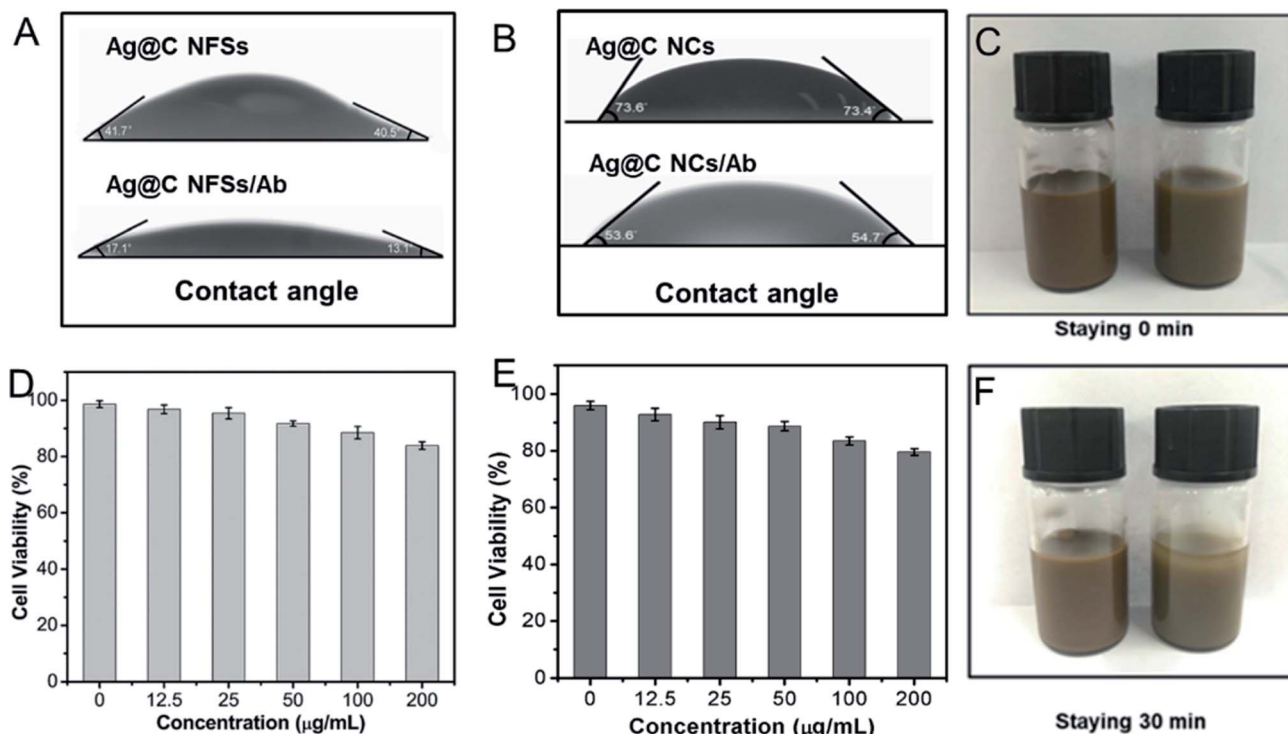 A
Ag@C NFSs
41.7°
40.5°
Ag@C NFSs/Ab
17.1°
13.1°
Contact angle
B
Ag@C NCs
73.6°
73.4°
Ag@C NCs/Ab
53.6°
54.7°
Contact angle
C
Staying 0 min
D
Cell Viability (%)
100
80
60
40
20
0
0 12.5 25 50 100 200
Concentration (μg/mL)
E
Cell Viability (%)
100
80
60
40
20
0
0 12.5 25 50 100 200
Concentration (μg/mL)
F
Staying 30 min